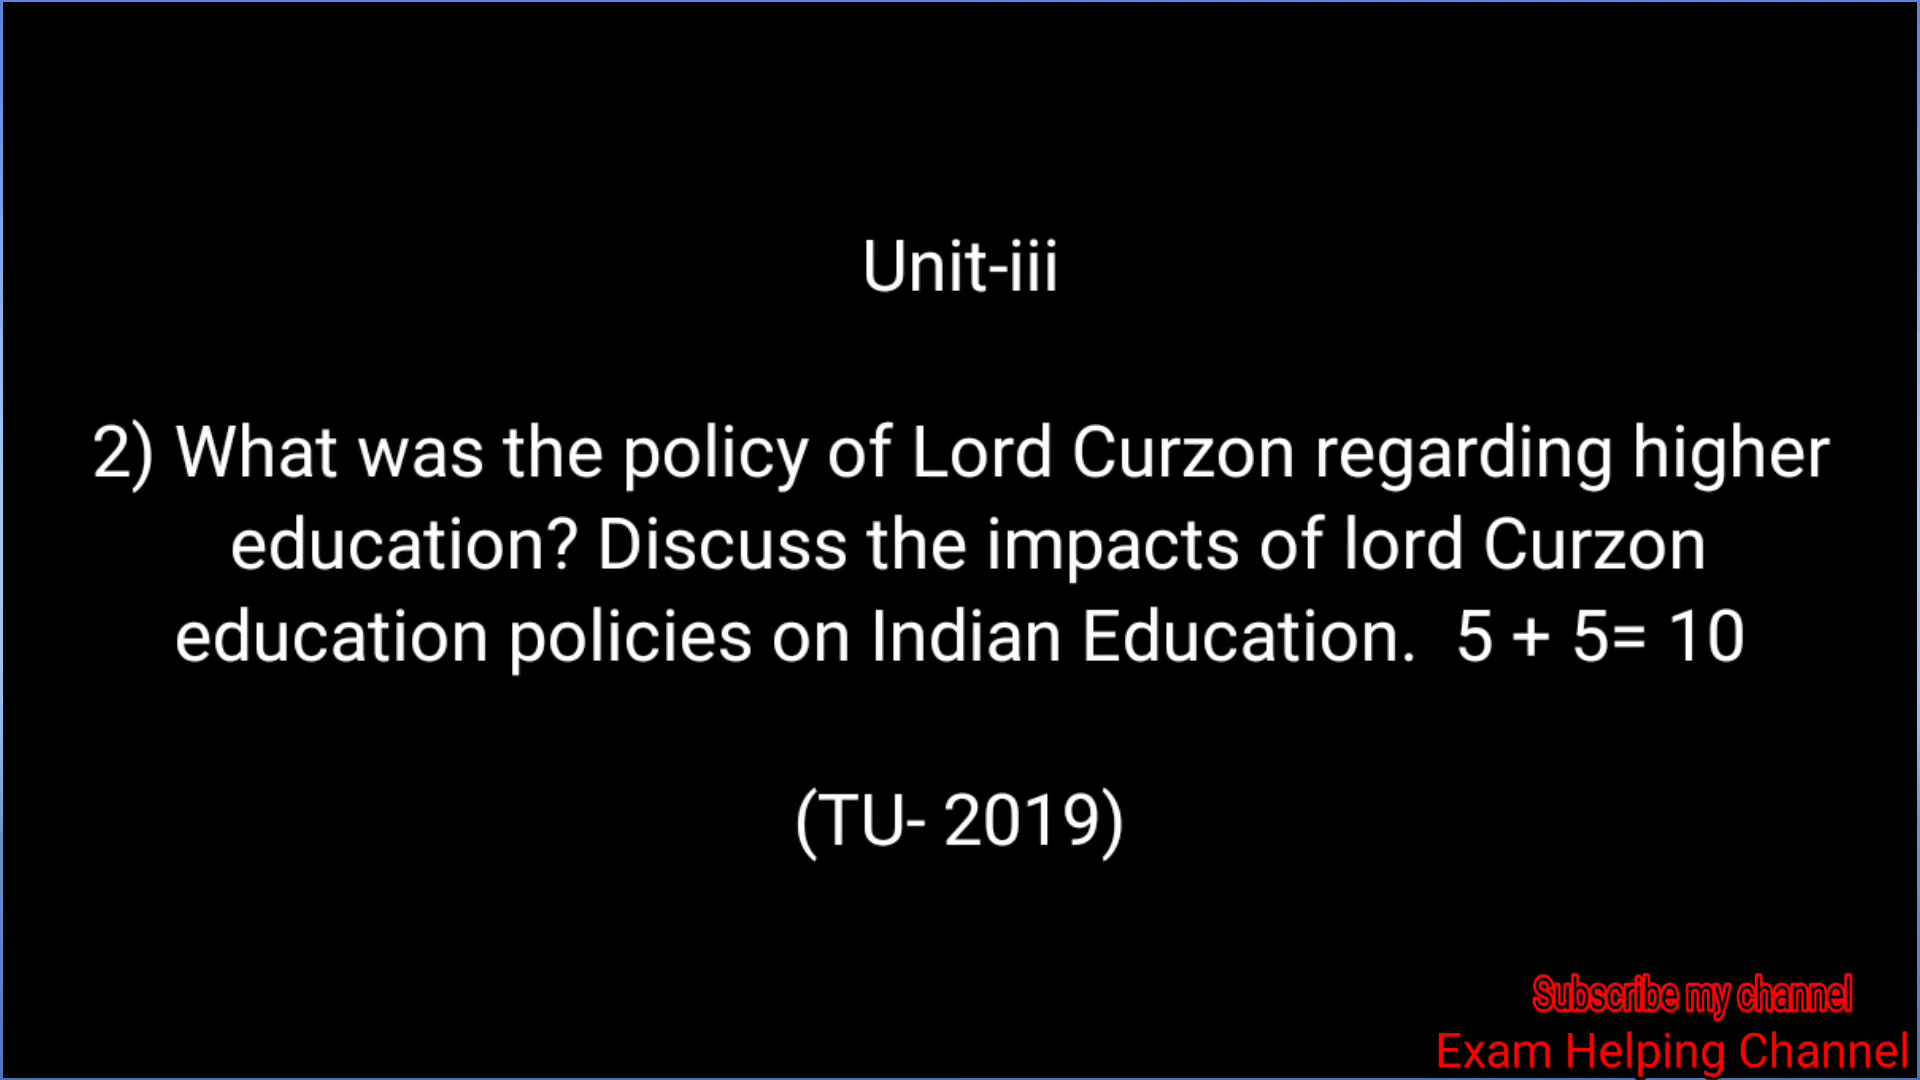 Unit-iii
2) What was the policy of Lord Curzon regarding higher
education? Discuss the impacts of lord Curzon
education policies on Indian Education.  5 + 5= 10
(TU- 2019)
Subscribe my channel
Exam Helping Channel